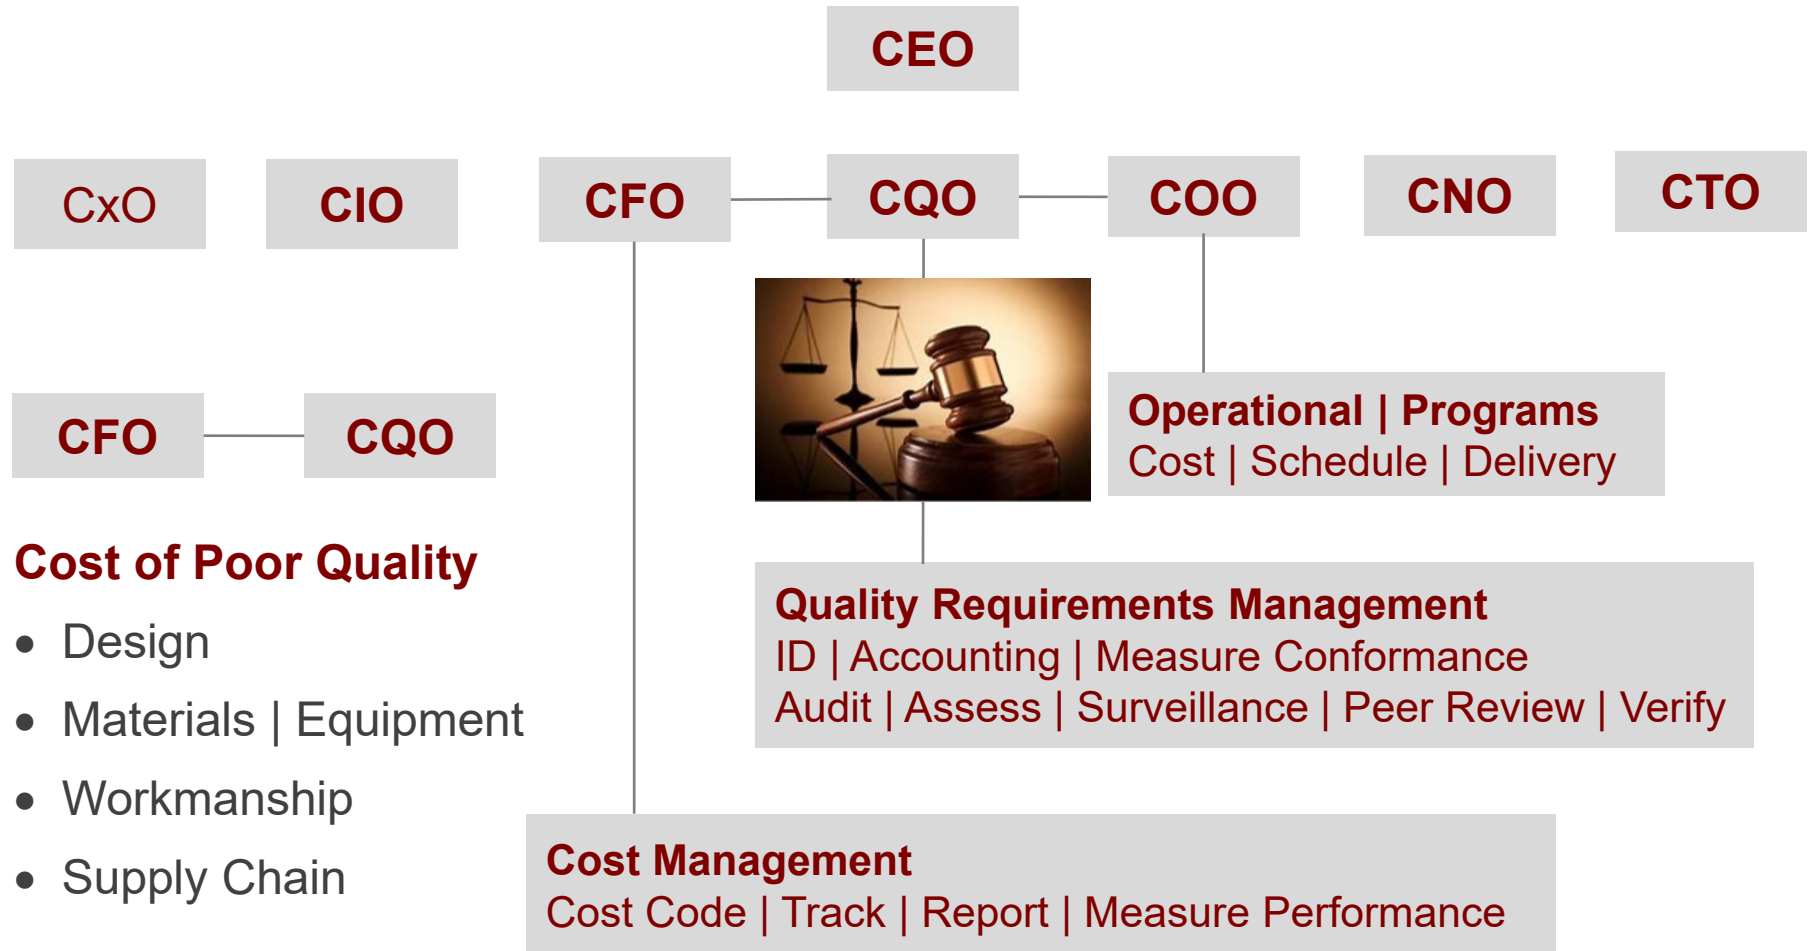 CEO
CxO
CIO
CFO
CQO
COO
CNO
CTO
CFO
CQO
Operational | Programs
Cost | Schedule | Delivery
Cost of Poor Quality
• Design
• Materials | Equipment
• Workmanship
• Supply Chain
Quality Requirements Management
ID | Accounting | Measure Conformance
Audit | Assess | Surveillance | Peer Review | Verify
Cost Management
Cost Code | Track | Report | Measure Performance